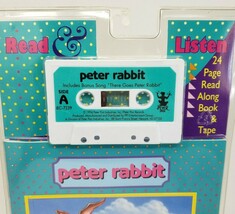 Read & Listen
24
Page
Read
Along
Book
&
Tape
peter rabbit
Includes Bonus Song "There Goes Peter Rabbit"
SIDE
A
peter rabbit